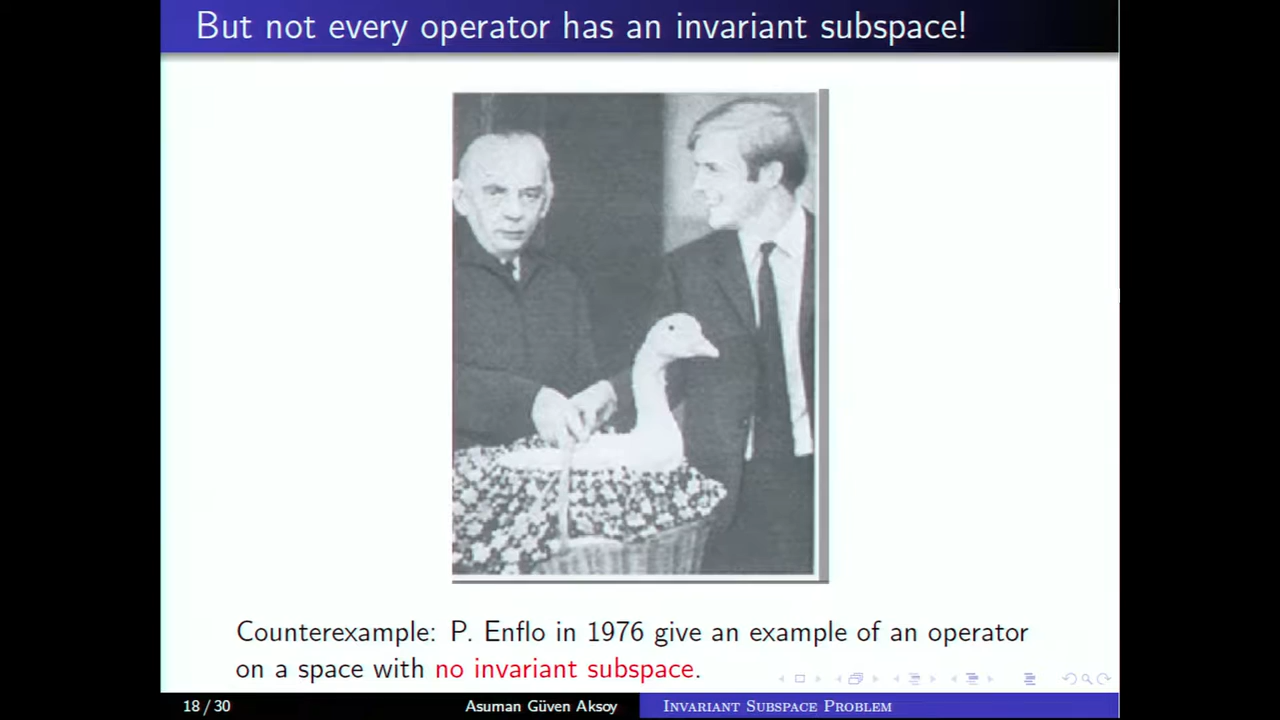 But not every operator has an invariant subspace!
Counterexample: P. Enflo in 1976 give an example of an operator
on a space with no invariant subspace.
18 / 30
Asuman Güven Aksoy
Invariant Subspace Problem